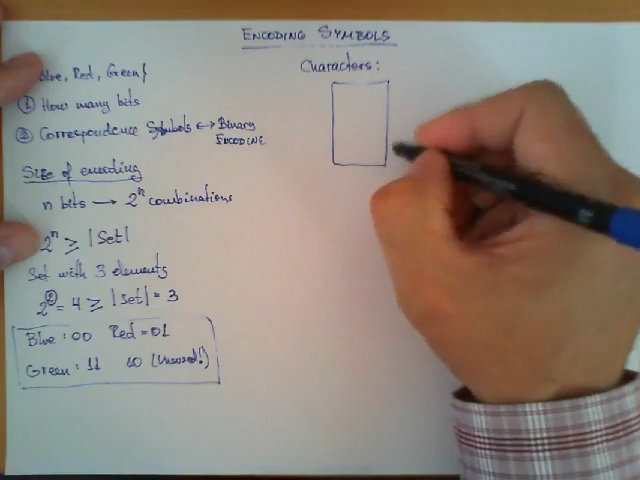 ENCODING SYMBOLS
Blue, Red, Green}
① How many bits
② Correspondence Symbols ↔ Binary
ENCODING
Size of encoding
n bits → 2ⁿ combinations
2ⁿ ≥ |Set|
Set with 3 elements
2² = 4 ≥ |Set| = 3
Blue : 00 Red = 01
Green : 11 10 (Unused!)
Characters: